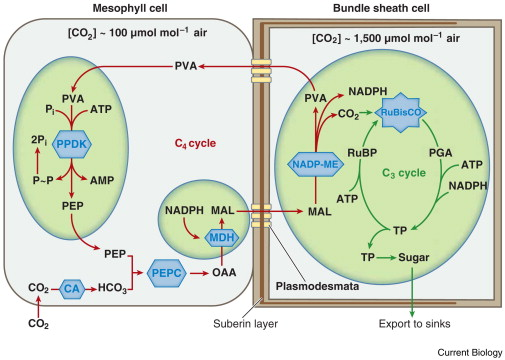 Mesophyll cell
Bundle sheath cell
[CO2] ~ 100 μmol mol−1 air
[CO2] ~ 1,500 μmol mol−1 air
PVA
PVA
Pi
ATP
PPDK
2Pi
P~P
AMP
PEP
C4 cycle
NADPH
MAL
MDH
OAA
PEP
PEPC
CO2
CA
HCO3
CO2
PVA
NADPH
CO2
RuBisCO
NADP-ME
RuBP
PGA
C3 cycle
ATP
NADPH
ATP
MAL
TP
TP
Sugar
Plasmodesmata
Suberin layer
Export to sinks
Current Biology